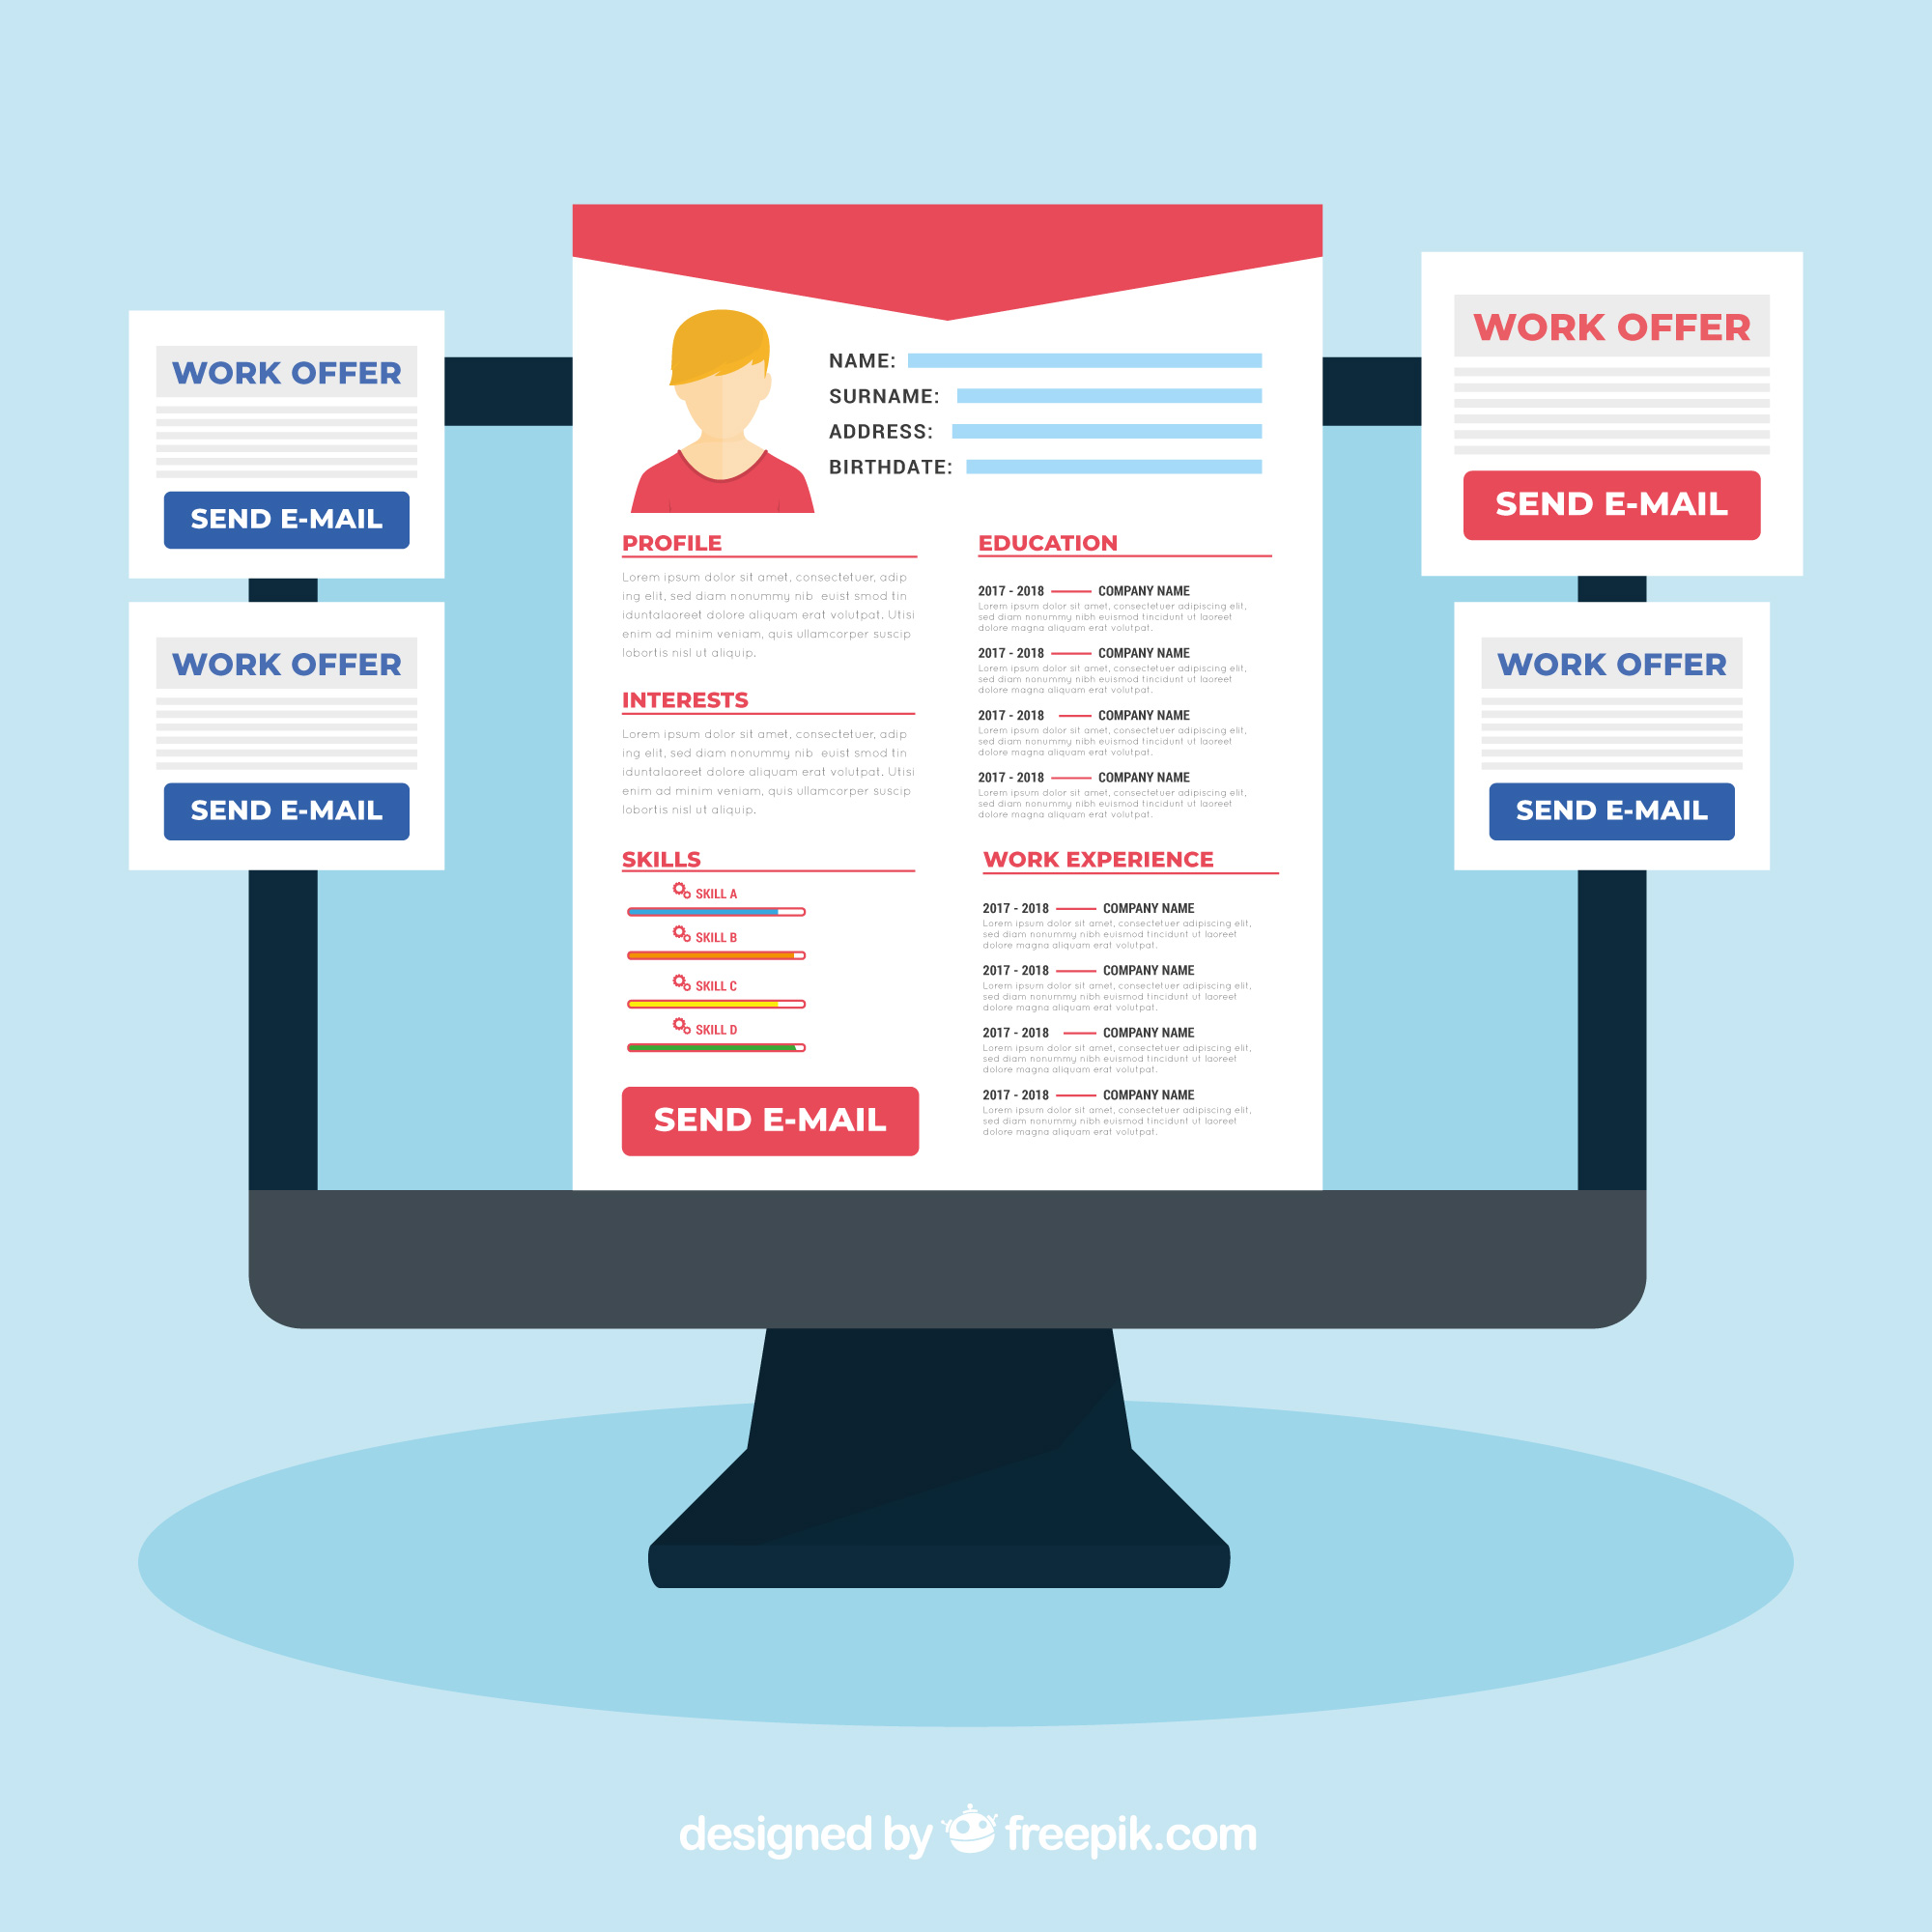 WORK OFFER
SEND E-MAIL
WORK OFFER
SEND E-MAIL
NAME:
SURNAME:
ADDRESS:
BIRTHDATE:
PROFILE
Lorem ipsum dolor sit amet, consectetuer, adip
ing elit, sed diam nonummy nib euist smod tin
iduntalaoreet dolore aliquam erat volutpat. Utisi
enim ad minim veniam, quis ullamcorper suscip
lobortis nisl ut aliquip.
INTERESTS
Lorem ipsum dolor sit amet, consectetuer, adip
ing elit, sed diam nonummy nib euist smod tin
iduntalaoreet dolore aliquam erat volutpat. Utisi
enim ad minim veniam, quis ullamcorper suscip
lobortis nisl ut aliquip.
SKILLS
SKILL A
SKILL B
SKILL C
SKILL D
SEND E-MAIL
EDUCATION
2017 - 2018 COMPANY NAME
Lorem ipsum dolor sit amet, consectetuer adipiscing elit,
sed diam nonummy nibh euismod tincidunt ut laoreet
dolore magna aliquam erat volutpat.
2017 - 2018 COMPANY NAME
Lorem ipsum dolor sit amet, consectetuer adipiscing elit,
sed diam nonummy nibh euismod tincidunt ut laoreet
dolore magna aliquam erat volutpat.
2017 - 2018 COMPANY NAME
Lorem ipsum dolor sit amet, consectetuer adipiscing elit,
sed diam nonummy nibh euismod tincidunt ut laoreet
dolore magna aliquam erat volutpat.
2017 - 2018 COMPANY NAME
Lorem ipsum dolor sit amet, consectetuer adipiscing elit,
sed diam nonummy nibh euismod tincidunt ut laoreet
dolore magna aliquam erat volutpat.
WORK EXPERIENCE
2017 - 2018 COMPANY NAME
Lorem ipsum dolor sit amet, consectetuer adipiscing elit,
sed diam nonummy nibh euismod tincidunt ut laoreet
dolore magna aliquam erat volutpat.
2017 - 2018 COMPANY NAME
Lorem ipsum dolor sit amet, consectetuer adipiscing elit,
sed diam nonummy nibh euismod tincidunt ut laoreet
dolore magna aliquam erat volutpat.
2017 - 2018 COMPANY NAME
Lorem ipsum dolor sit amet, consectetuer adipiscing elit,
sed diam nonummy nibh euismod tincidunt ut laoreet
dolore magna aliquam erat volutpat.
2017 - 2018 COMPANY NAME
Lorem ipsum dolor sit amet, consectetuer adipiscing elit,
sed diam nonummy nibh euismod tincidunt ut laoreet
dolore magna aliquam erat volutpat.
WORK OFFER
SEND E-MAIL
WORK OFFER
SEND E-MAIL
designed by freepik.com